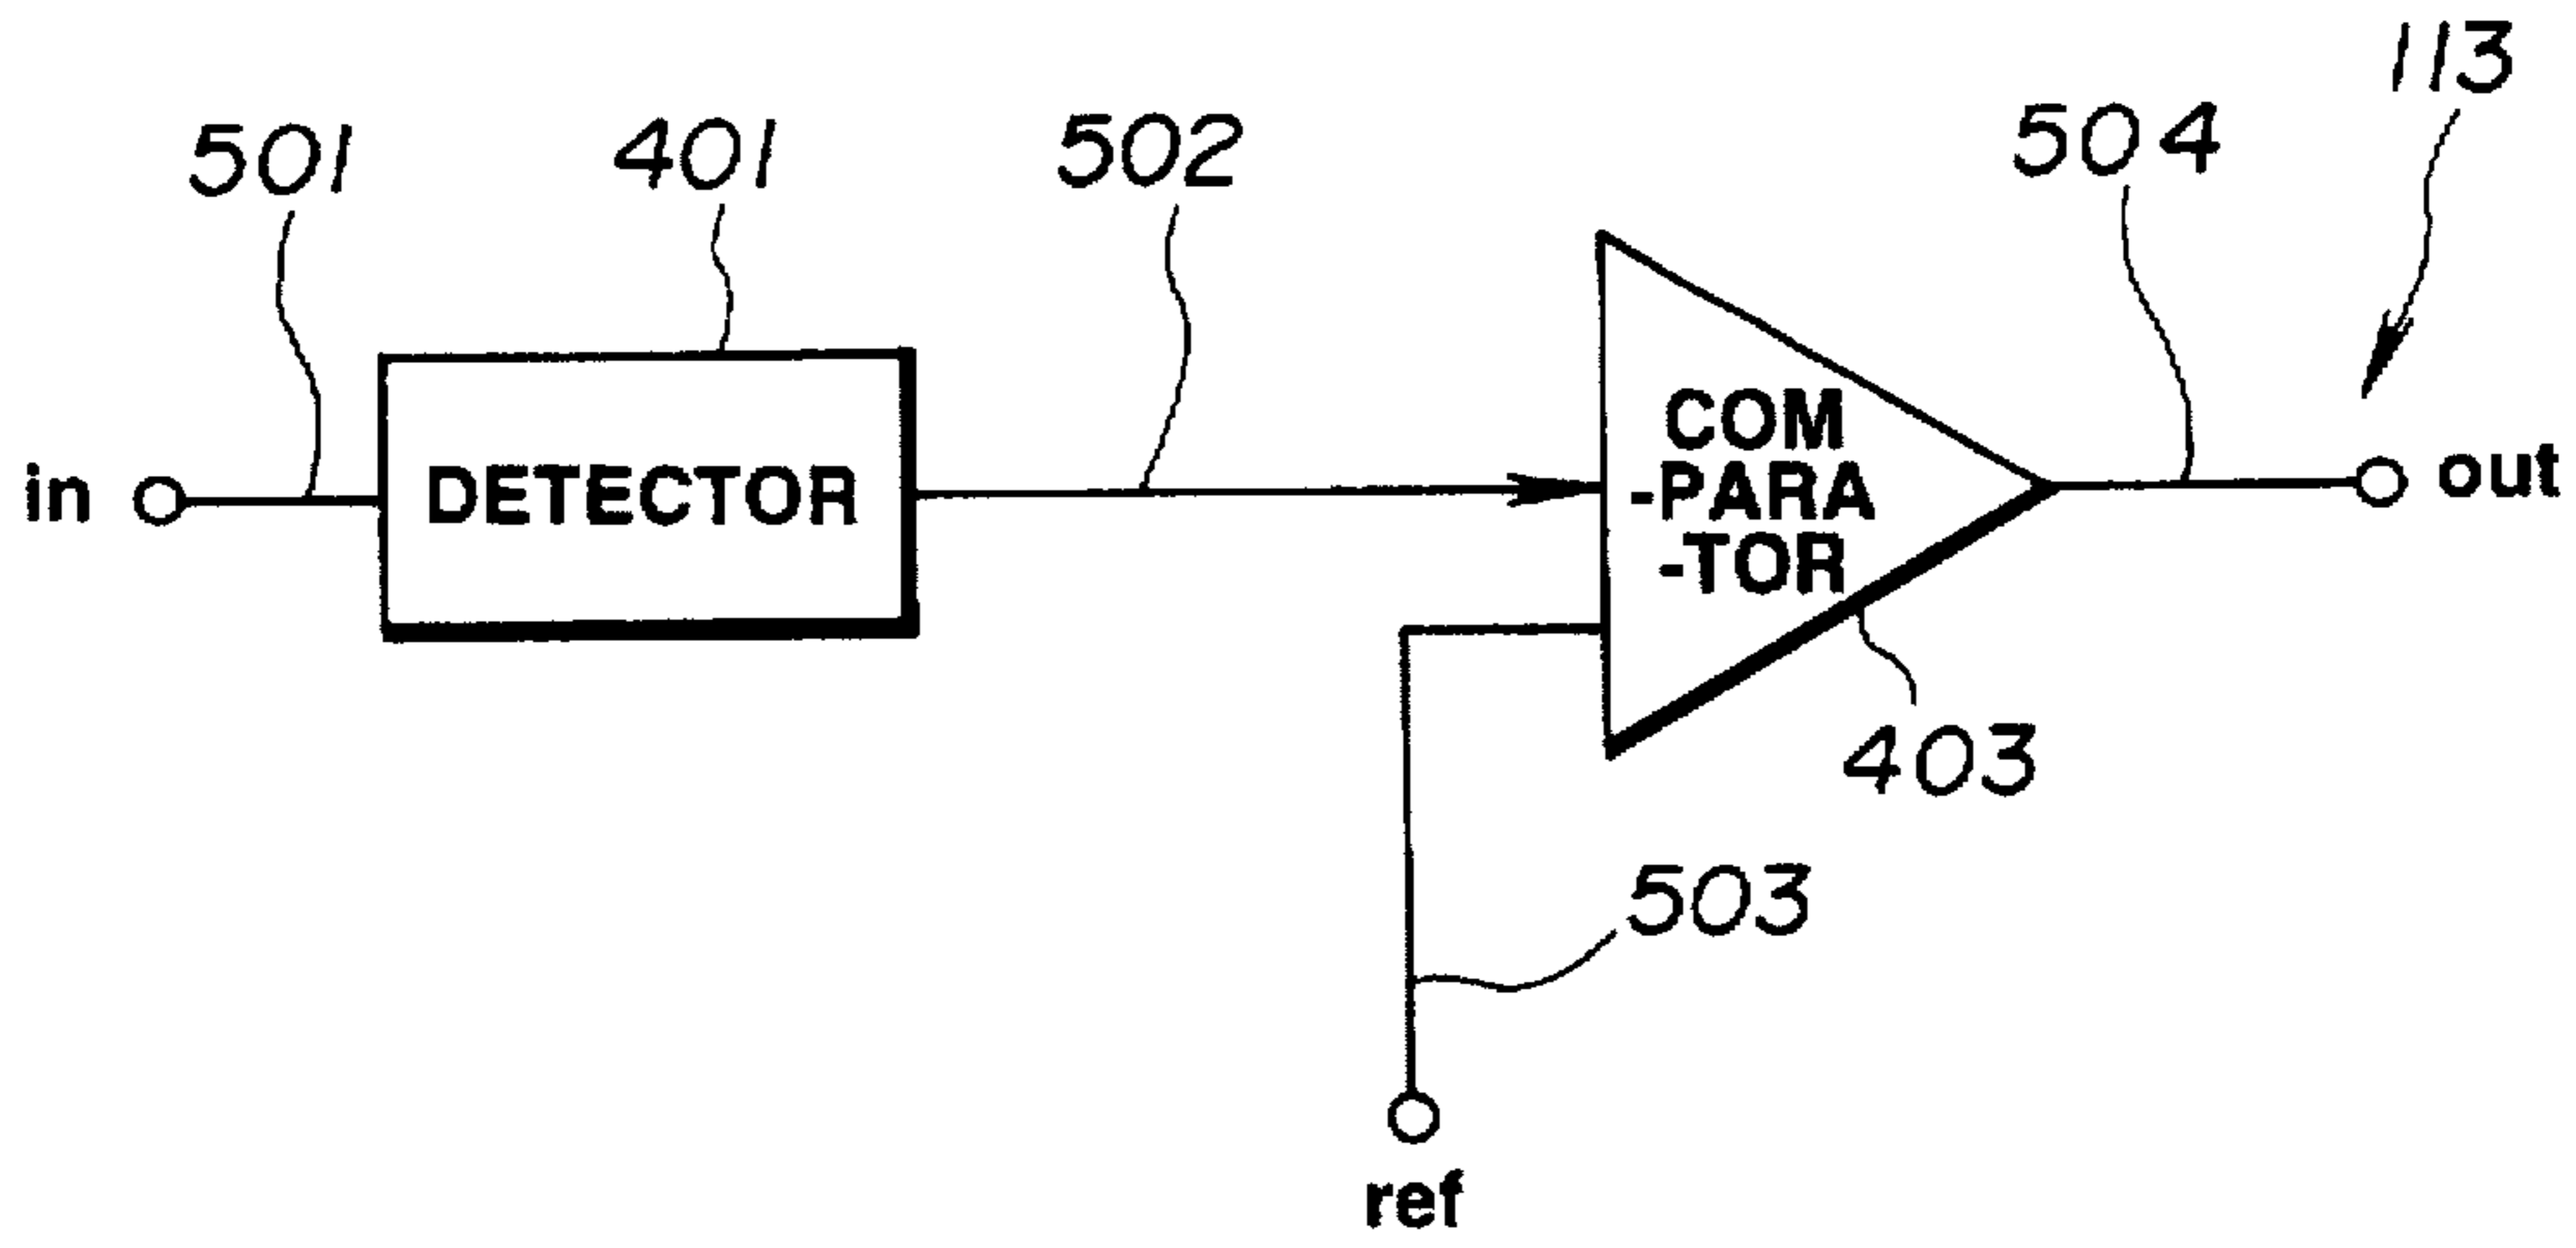 113
501
401
502
504
in
DETECTOR
COM
-PARA
-TOR
out
403
503
ref